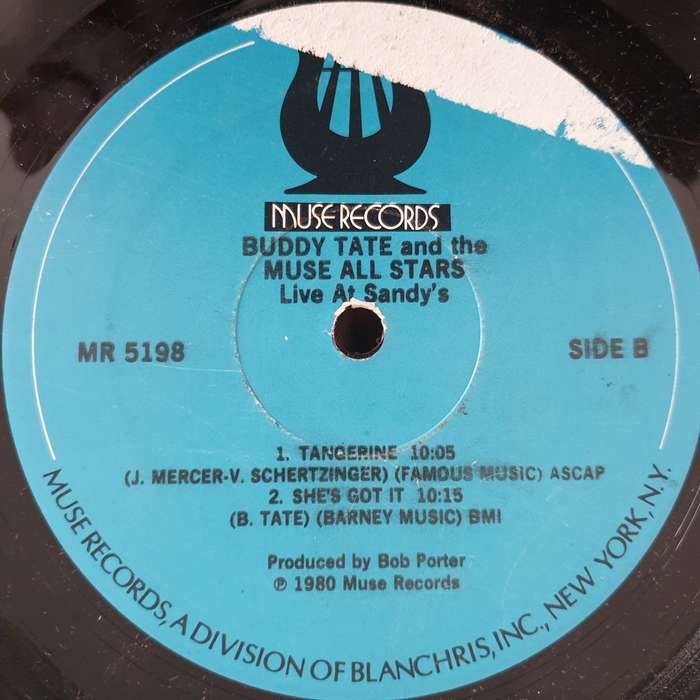 MUSE RECORDS
BUDDY TATE and the
MUSE ALL STARS
Live At Sandy's
MR 5198
SIDE B
1. TANGERINE 10:05
(J. MERCER-V. SCHERTZINGER) (FAMOUS MUSIC) ASCAP
2. SHE'S GOT IT 10:15
(B. TATE) (BARNEY MUSIC) BMI
Produced by Bob Porter
℗ 1980 Muse Records
MUSE RECORDS, A DIVISION OF BLANCHRIS, INC., NEW YORK, N.Y.